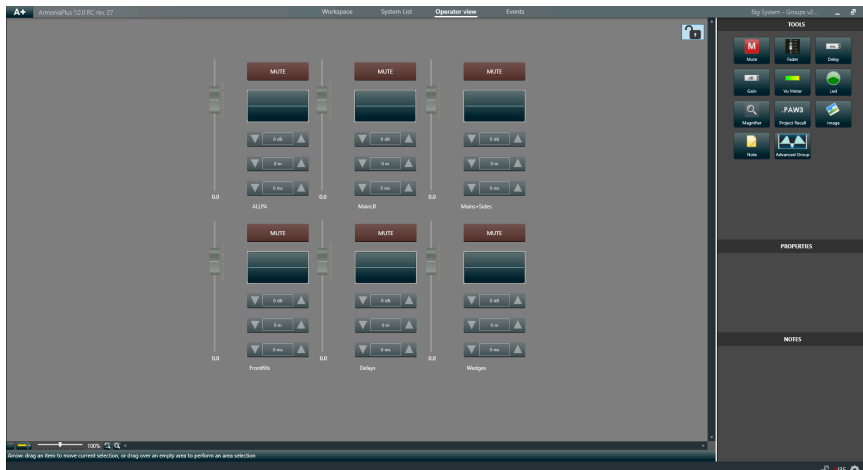 A+ ArmoniaPlus 1.0.0 RC rev. 27 Workspace System List Operator view Events Big System - Groups v2...
TOOLS
M ms
Mute Fader Delay
dB
Gain Vu Meter Led
.PAW3
Magnifier Project Recall Image
Note Advanced Group
PROPERTIES
NOTES
MUTE MUTE MUTE
0 dB 0 dB 0 dB
0 m 0 m 0 m
0 ms 0 ms 0 ms
0.0 0.0 0.0
ALLPA MainLR Mains+Sides
MUTE MUTE MUTE
0 dB 0 dB 0 dB
0 m 0 m 0 m
0 ms 0 ms 0 ms
0.0 0.0 0.0
Frontfills Delays Wedges
100%
Arrow: drag an item to move current selection, or drag over an empty area to perform an area selection